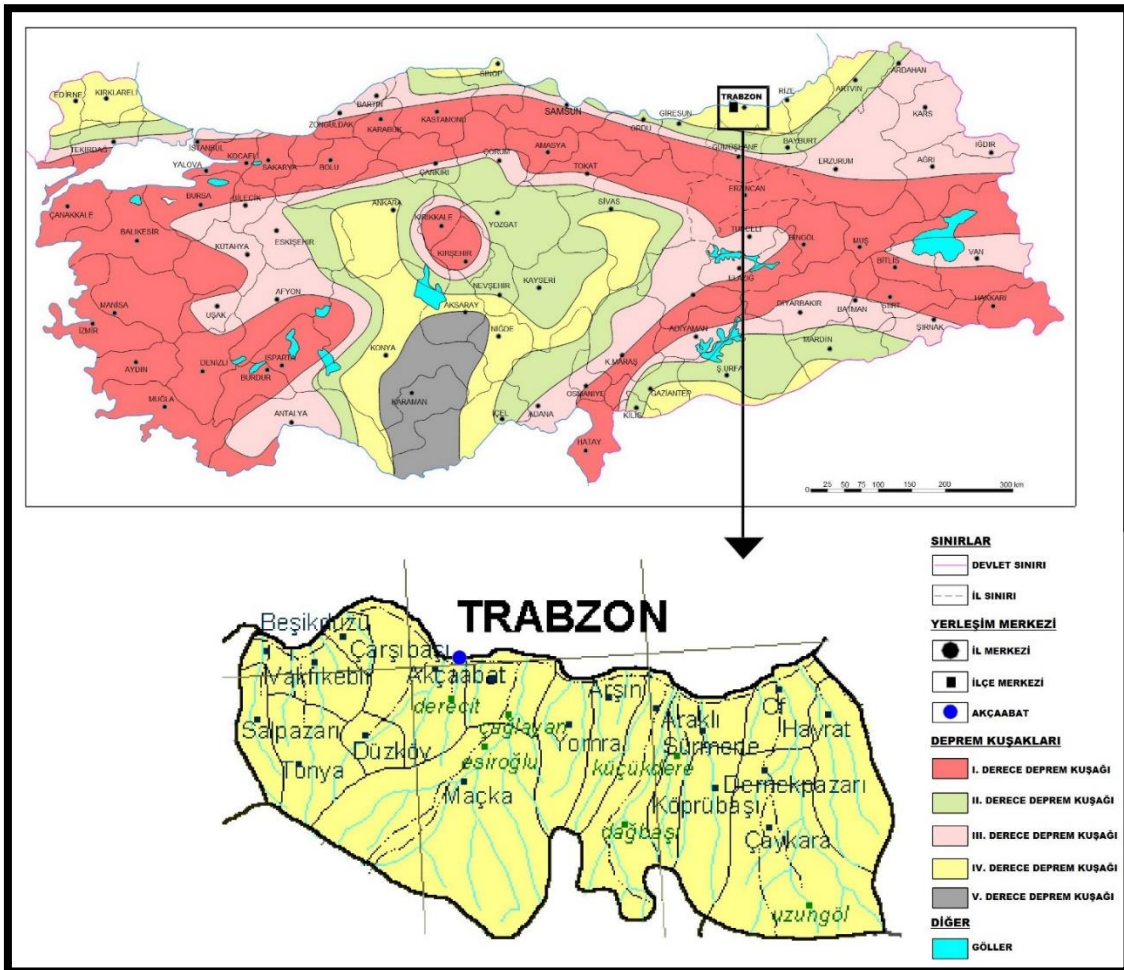 SİNOP
EDİRNE
KIRKLARELİ
TEKİRDAĞ
İSTANBUL
YALOVA
KOCAELİ
SAKARYA
BOLU
ZONGULDAK
BARTIN
KARABÜK
KASTAMONU
ÇANKIRI
ÇORUM
SAMSUN
AMASYA
TOKAT
ORDU
GİRESUN
TRABZON
RİZE
ARTVİN
ARDAHAN
KARS
IĞDIR
AĞRI
ERZURUM
BAYBURT
GÜMÜŞHANE
ERZİNCAN
SİVAS
YOZGAT
KIRIKKALE
KIRŞEHİR
ANKARA
ESKİŞEHİR
BİLECİK
BURSA
ÇANAKKALE
BALIKESİR
KÜTAHYA
MANİSA
İZMİR
UŞAK
AFYON
AYDIN
DENİZLİ
ISPARTA
BURDUR
MUĞLA
ANTALYA
KONYA
KARAMAN
AKSARAY
NEVŞEHİR
KAYSERİ
NİĞDE
İÇEL
ADANA
OSMANİYE
HATAY
K.MARAŞ
GAZİANTEP
KİLİS
ADIYAMAN
Ş.URFA
MARDİN
DİYARBAKIR
BATMAN
SİİRT
ŞIRNAK
HAKKARİ
VAN
BİTLİS
MUŞ
BİNGÖL
TUNCELİ
ELAZIĞ
0 25 50 75 100 150 200 300 km
TRABZON
Beşikdüzü
Çarşıbaşı
Vakfıkebir
Akçaabat
derecit
Arşin
Of
Araklı
Hayrat
Şalpazarı
çağlayan
Yomra
Sürmene
Düzköy
esiroğlu
küçükdere
Tonya
Dernekpazarı
Maçka
Köprübaşı
dağbaşı
Çaykara
uzungöl
SINIRLAR
DEVLET SINIRI
İL SINIRI
YERLEŞİM MERKEZİ
İL MERKEZİ
İLÇE MERKEZİ
AKÇAABAT
DEPREM KUŞAKLARI
I. DERECE DEPREM KUŞAĞI
II. DERECE DEPREM KUŞAĞI
III. DERECE DEPREM KUŞAĞI
IV. DERECE DEPREM KUŞAĞI
V. DERECE DEPREM KUŞAĞI
DİĞER
GÖLLER